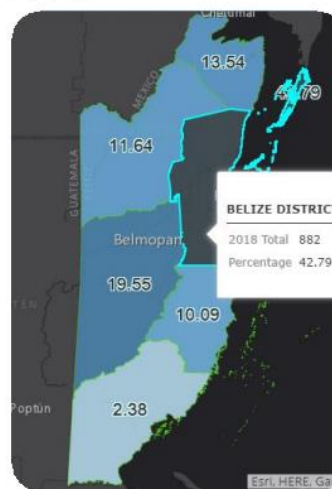 Chetumal
13.54
MEXICO
11.64
GUATEMALA
BELIZE DISTRICT
2018 Total 882
Percentage 42.79
Belmopan
19.55
10.09
2.38
Poptún
Esri, HERE, Ga